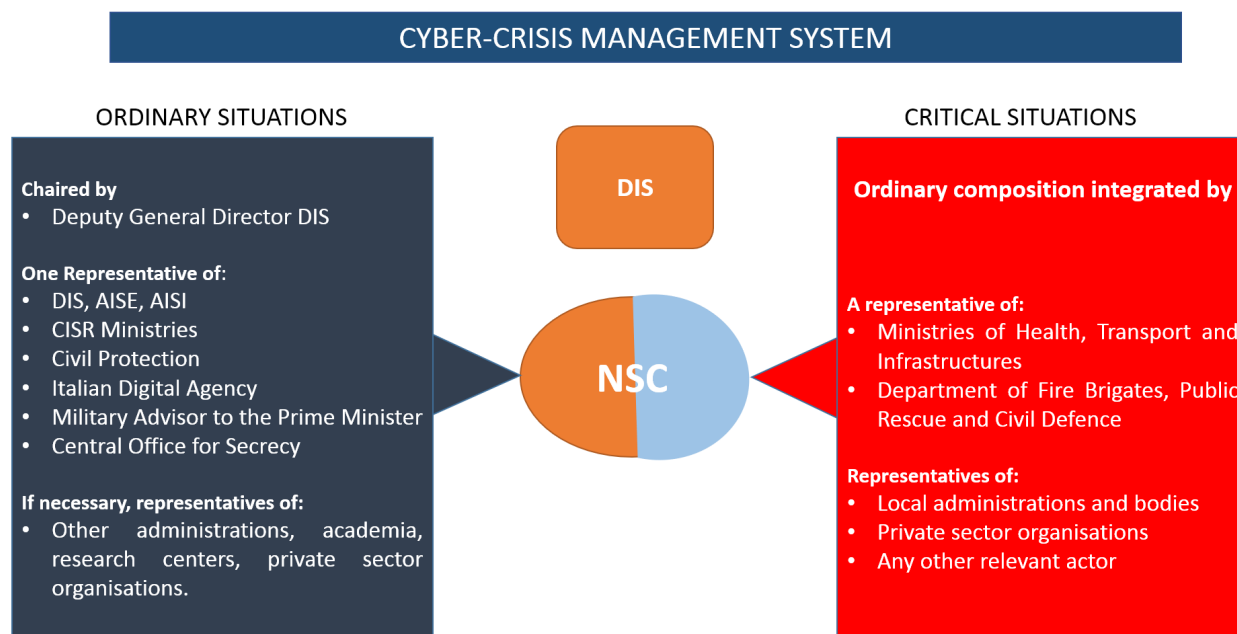 CYBER-CRISIS MANAGEMENT SYSTEM
ORDINARY SITUATIONS
Chaired by
• Deputy General Director DIS
One Representative of:
• DIS, AISE, AISI
• CISR Ministries
• Civil Protection
• Italian Digital Agency
• Military Advisor to the Prime Minister
• Central Office for Secrecy
If necessary, representatives of:
• Other administrations, academia,
research centers, private sector
organisations.
DIS
NSC
CRITICAL SITUATIONS
Ordinary composition integrated by
A representative of:
• Ministries of Health, Transport and
Infrastructures
• Department of Fire Brigates, Public
Rescue and Civil Defence
Representatives of:
• Local administrations and bodies
• Private sector organisations
• Any other relevant actor